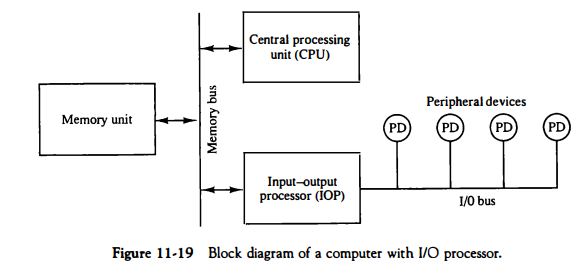 Central processing
unit (CPU)
Memory unit
Memory bus
Peripheral devices
PD
PD
PD
PD
Input–output
processor (IOP)
I/0 bus
Figure 11-19 Block diagram of a computer with I/O processor.